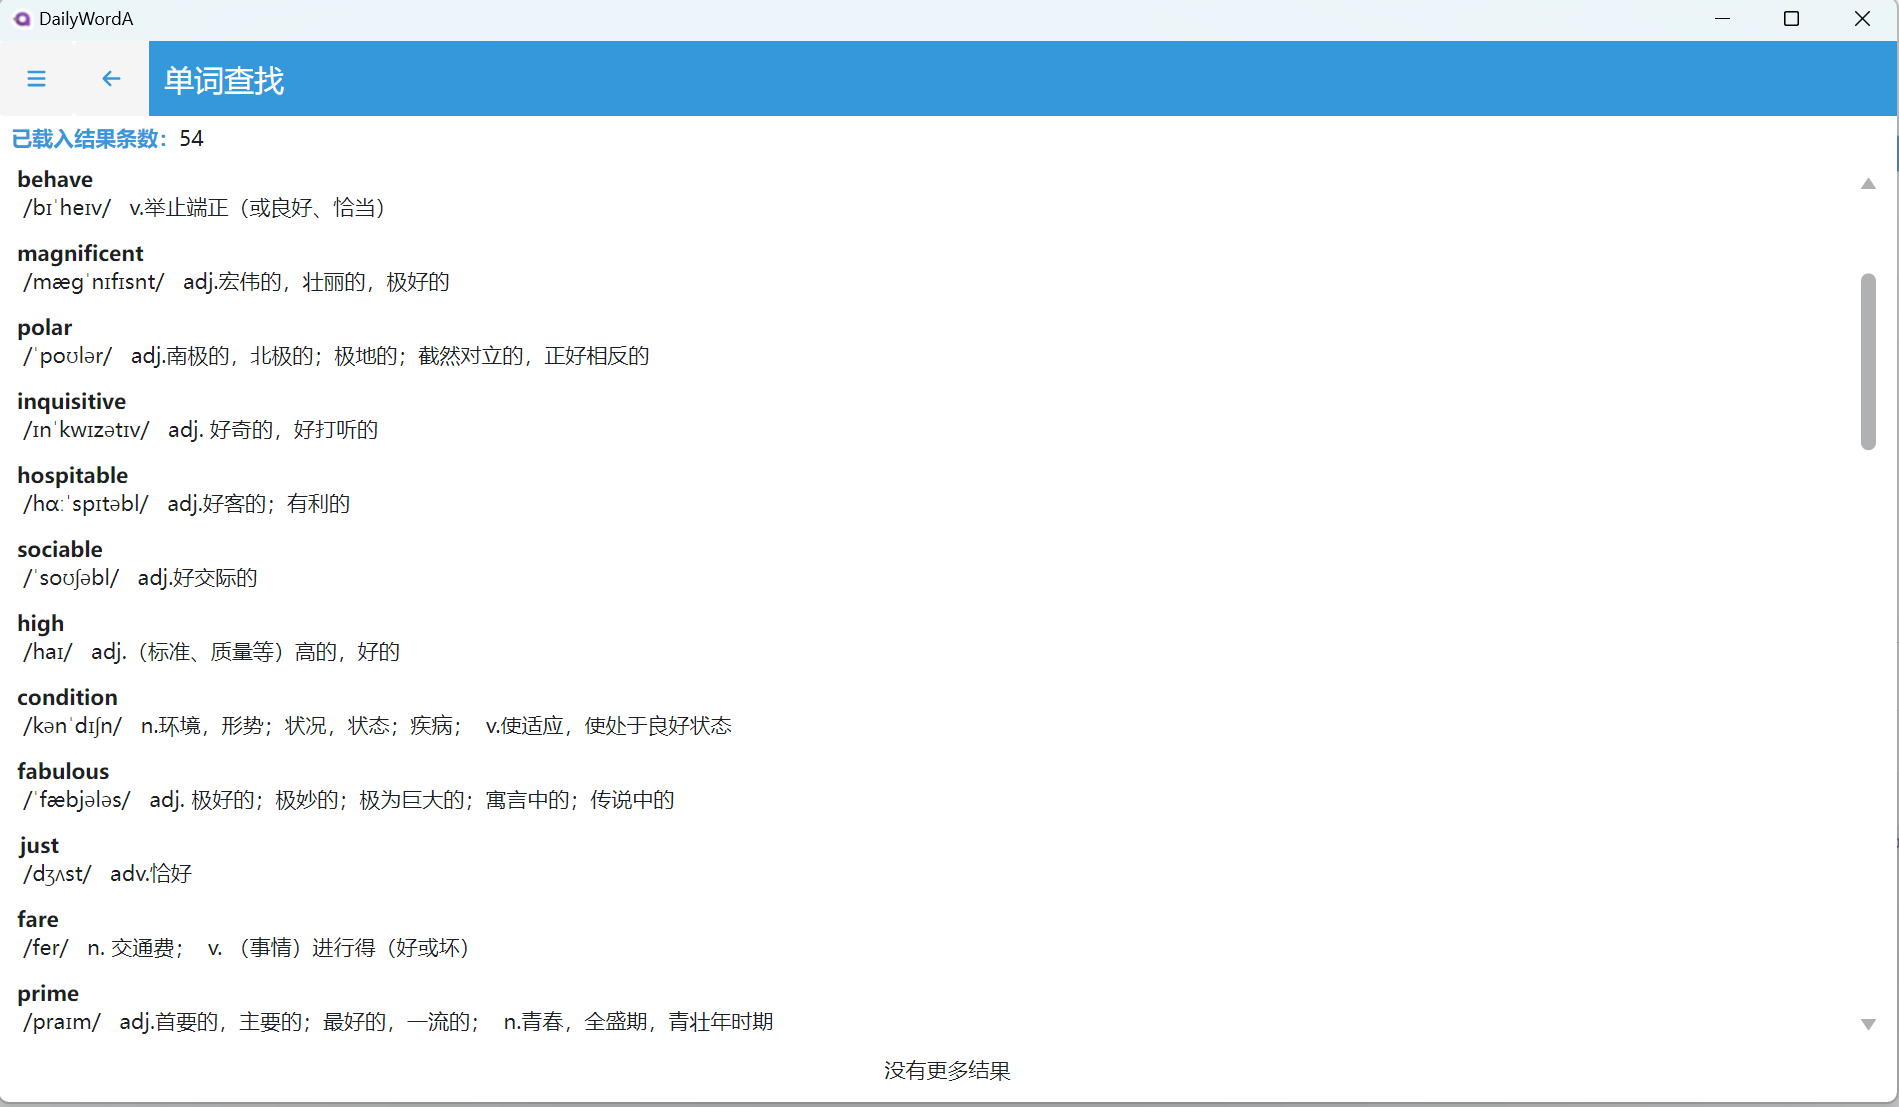 DailyWordA
单词查找
已载入结果条数：54
behave
/bɪˈheɪv/ v.举止端正（或良好、恰当）
magnificent
/mæɡˈnɪfɪsnt/ adj.宏伟的，壮丽的，极好的
polar
/ˈpoʊlər/ adj.南极的，北极的；极地的；截然对立的，正好相反的
inquisitive
/ɪnˈkwɪzətɪv/ adj. 好奇的，好打听的
hospitable
/hɑːˈspɪtəbl/ adj.好客的；有利的
sociable
/ˈsoʊʃəbl/ adj.好交际的
high
/haɪ/ adj.（标准、质量等）高的，好的
condition
/kənˈdɪʃn/ n.环境，形势；状况，状态；疾病； v.使适应，使处于良好状态
fabulous
/ˈfæbjələs/ adj. 极好的；极妙的；极为巨大的；寓言中的；传说中的
just
/dʒʌst/ adv.恰好
fare
/fer/ n. 交通费； v. （事情）进行得（好或坏）
prime
/praɪm/ adj.首要的，主要的；最好的，一流的； n.青春，全盛期，青壮年时期
没有更多结果